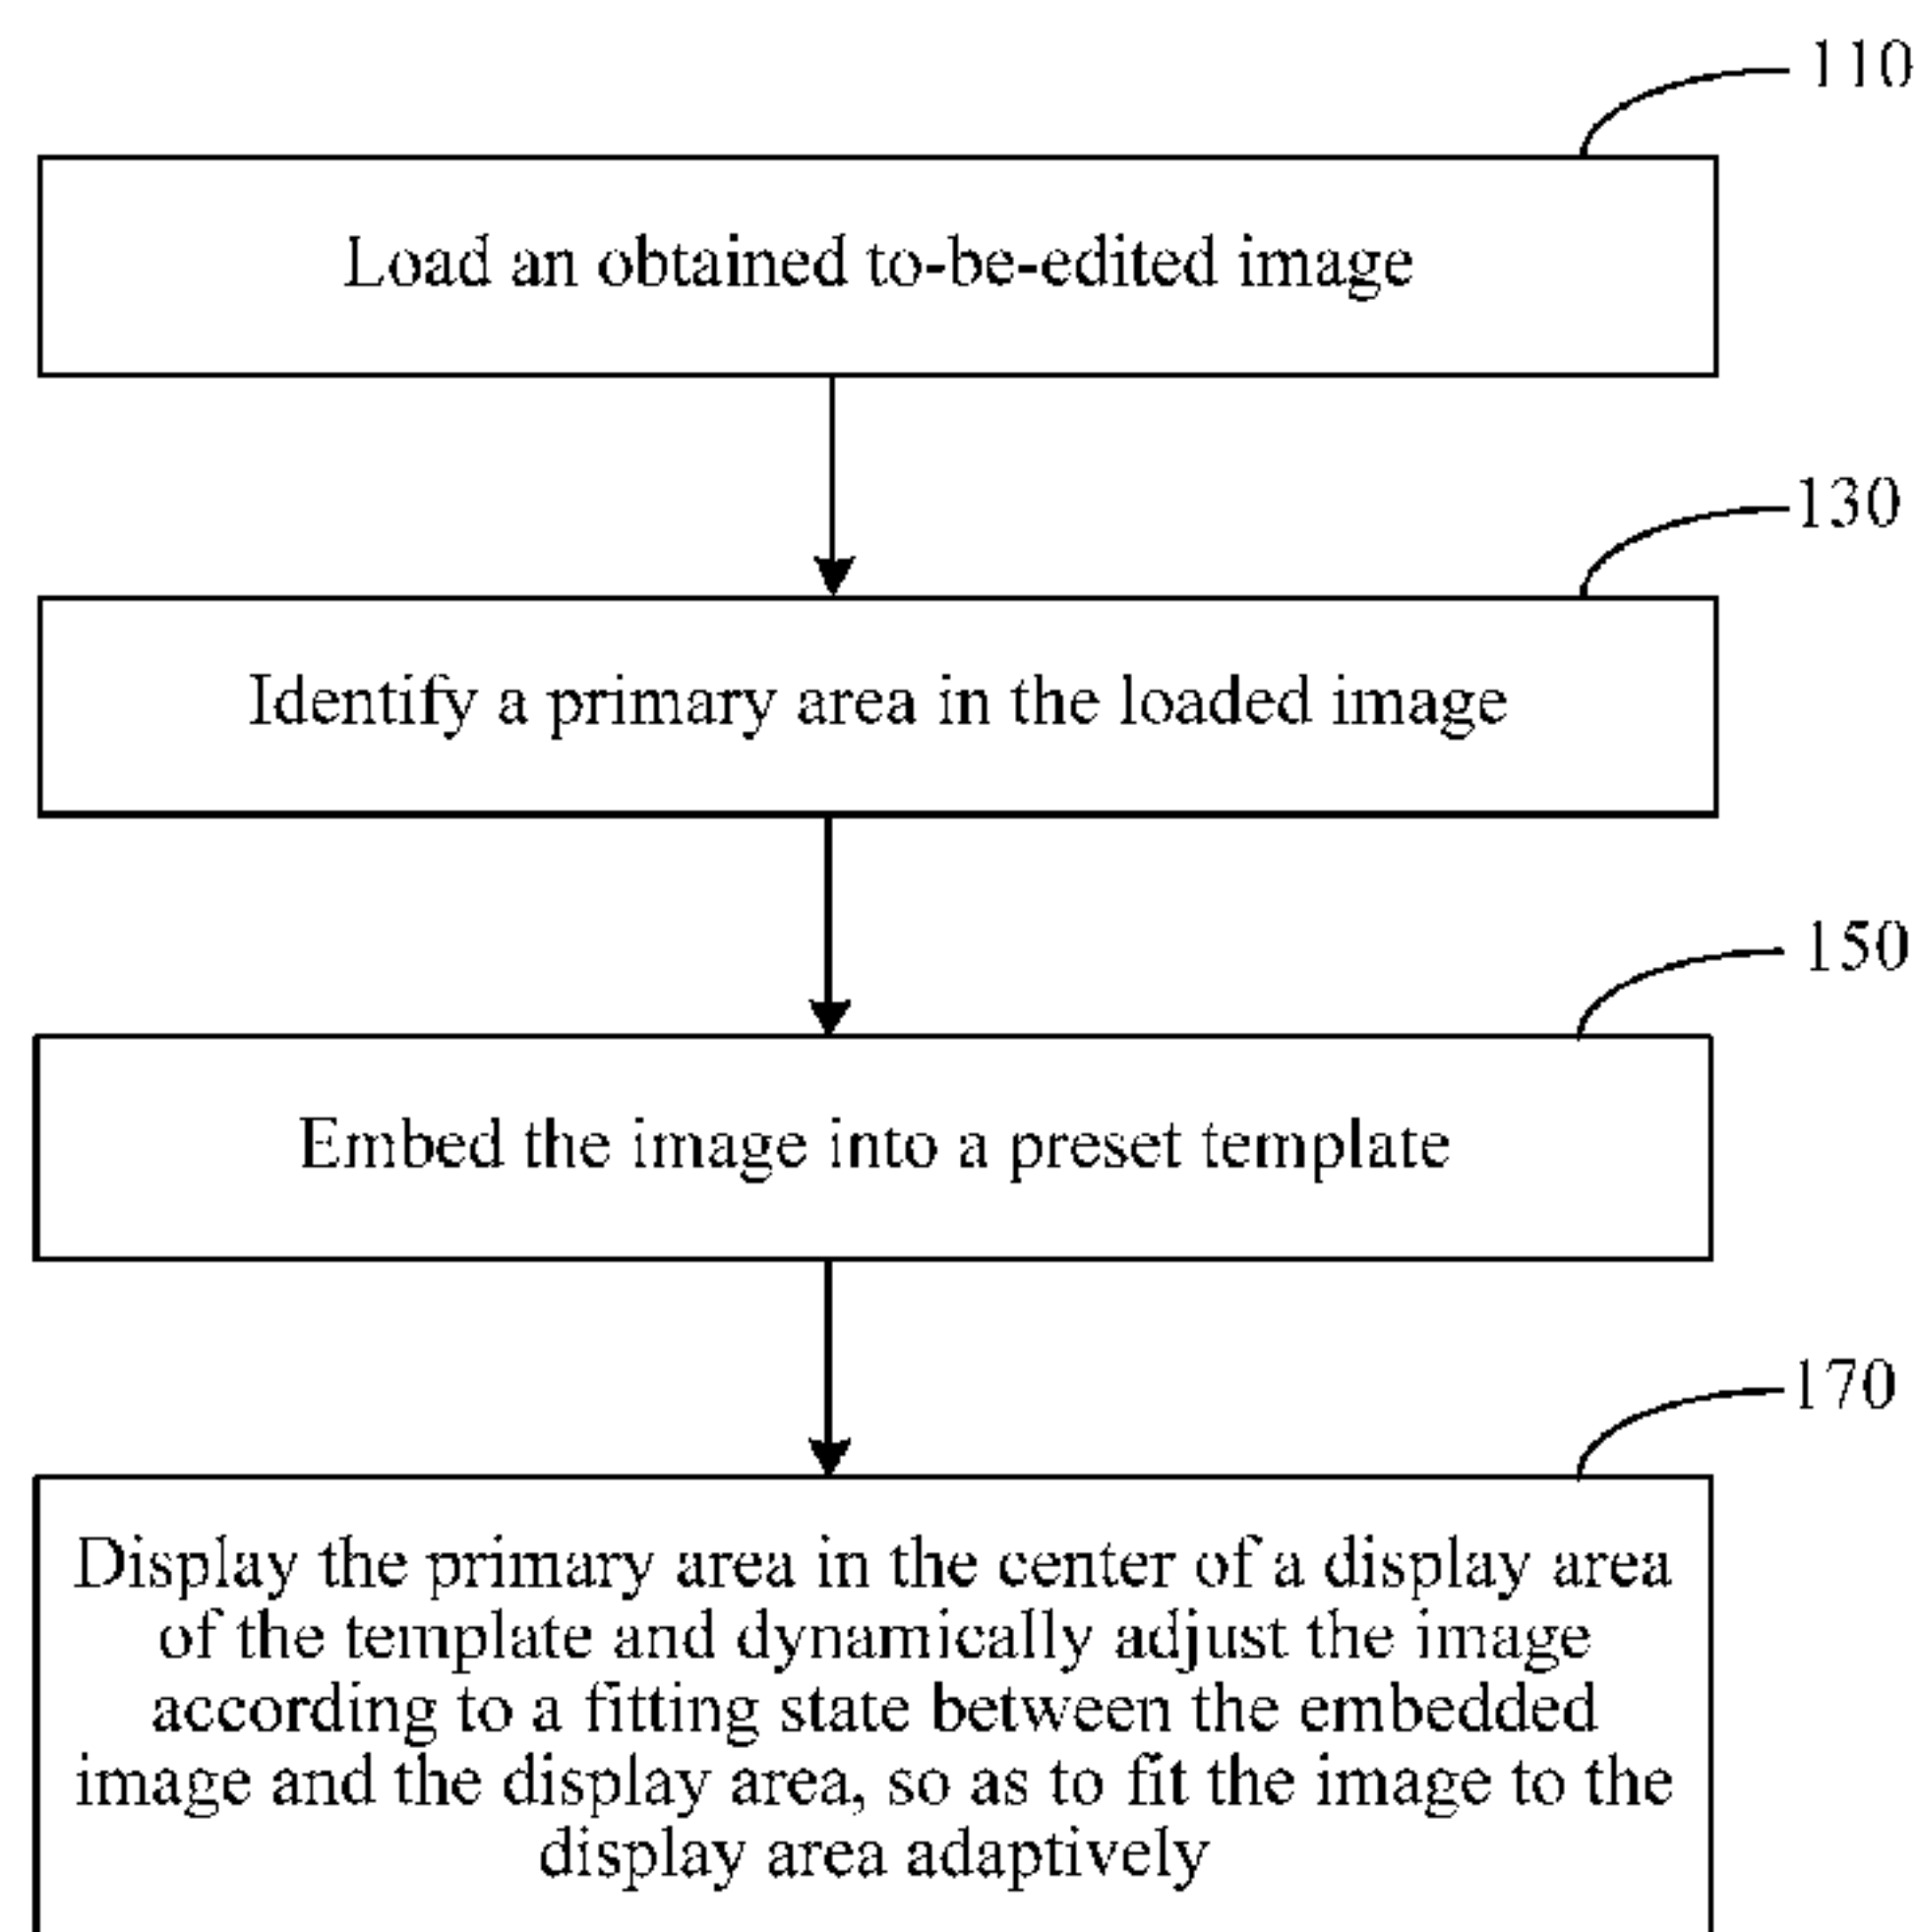 110
Load an obtained to-be-edited image
130
Identify a primary area in the loaded image
150
Embed the image into a preset template
170
Display the primary area in the center of a display area
of the template and dynamically adjust the image
according to a fitting state between the embedded
image and the display area, so as to fit the image to the
display area adaptively